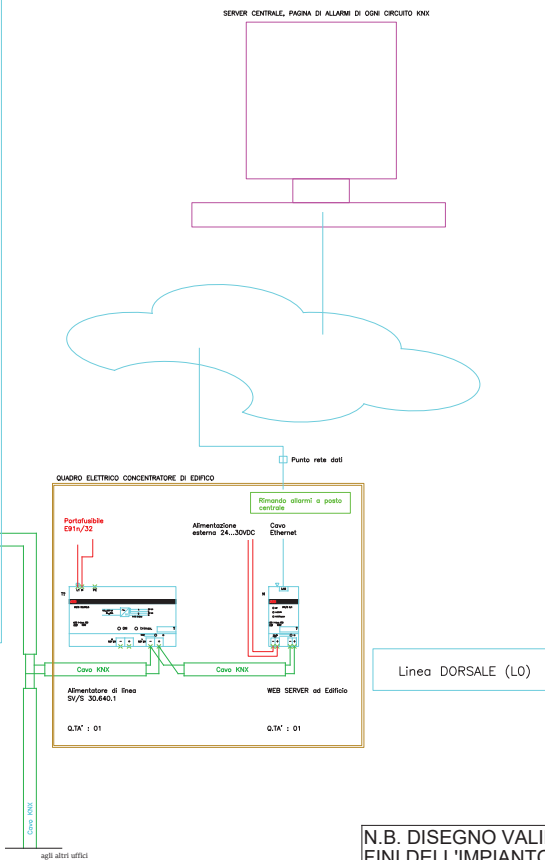 SERVER CENTRALE, PAGINA DI ALLARMI DI OGNI CIRCUITO KNX
Punto rete dati
QUADRO ELETTRICO CONCENTRATORE DI EDIFICO
Rimando allarmi a posto
centrale
Portafusibile
E91n/32
Alimentazione
esterna 24...30VDC
Cavo
Ethernet
LAN
Cavo KNX
Cavo KNX
Alimentatore di linea
SV/S 30.640.1
WEB SERVER ad Edificio
Q.TA' : 01
Q.TA' : 01
Linea DORSALE (L0)
Cavo KNX
agli altri uffici
N.B. DISEGNO VALI
FINI DELL'IMPIANTO